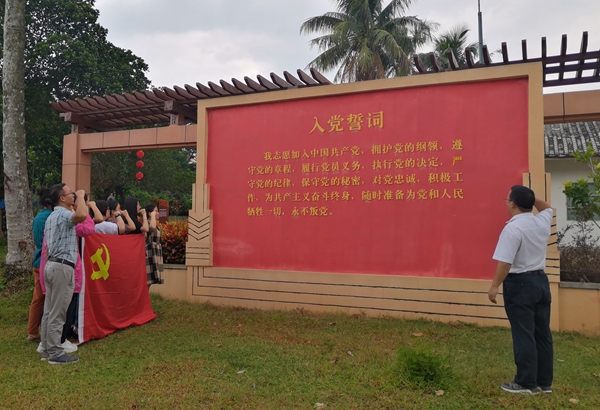 入党誓词
我志愿加入中国共产党，拥护党的纲领，遵
守党的章程，履行党员义务，执行党的决定，严
守党的纪律，保守党的秘密，对党忠诚，积极工
作，为共产主义奋斗终身，随时准备为党和人民
牺牲一切，永不叛党。